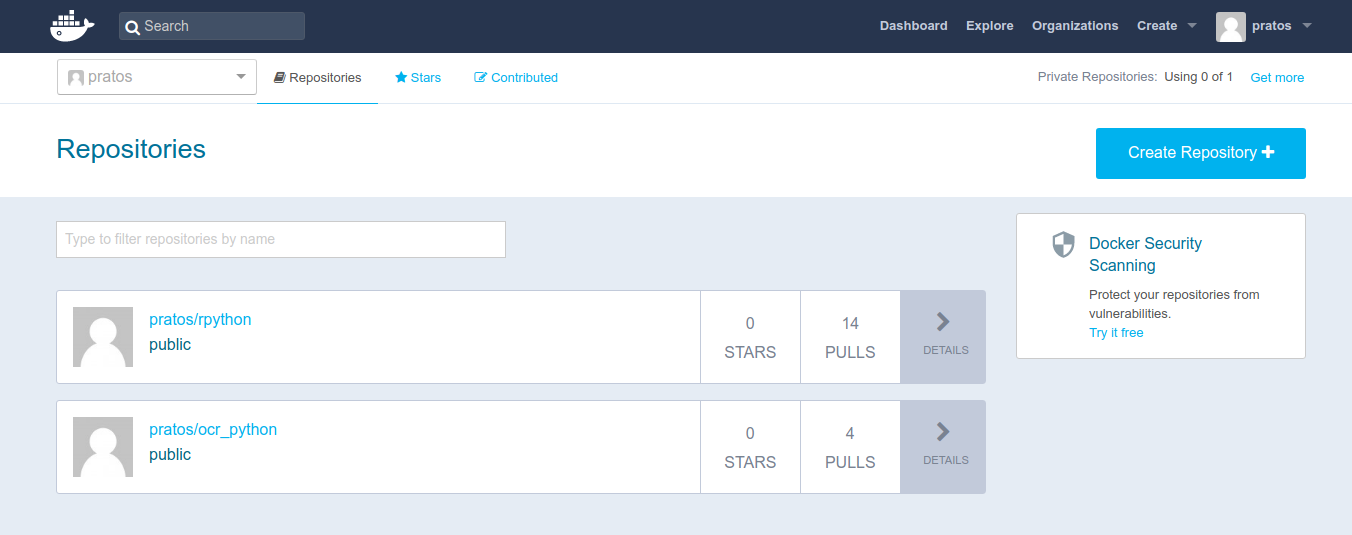 Search Dashboard Explore Organizations Create pratos
pratos Repositories Stars Contributed Private Repositories: Using 0 of 1 Get more
Repositories
Create Repository
Type to filter repositories by name
pratos/rpython
public
0
STARS
14
PULLS
DETAILS
pratos/ocr_python
public
0
STARS
4
PULLS
DETAILS
Docker Security
Scanning
Protect your repositories from
vulnerabilities.
Try it free